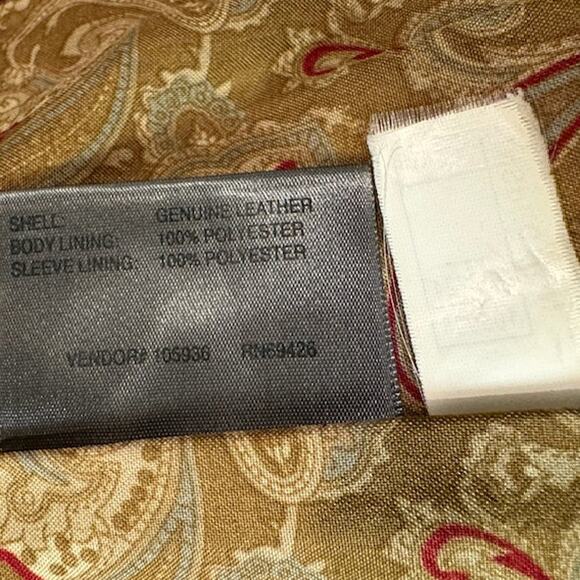 SHELL: GENUINE LEATHER
BODY LINING: 100% POLYESTER
SLEEVE LINING: 100% POLYESTER
VENDOR# 105936 RN69426